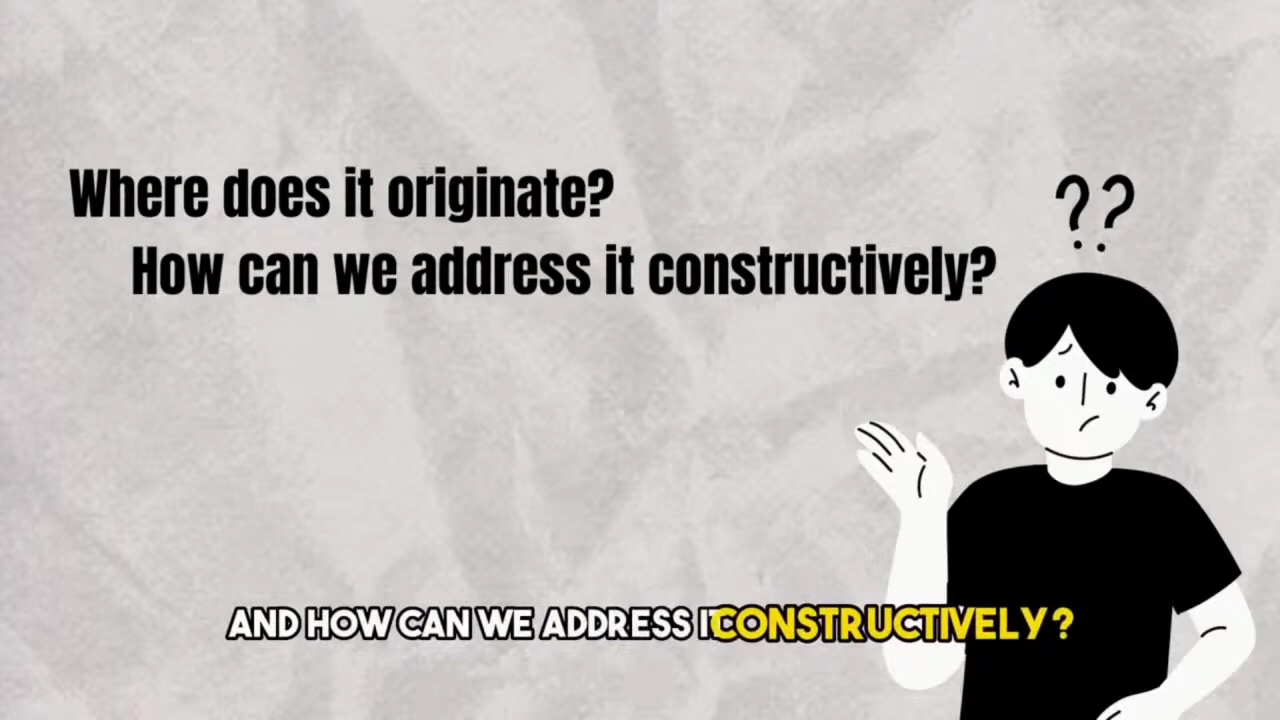 Where does it originate?
How can we address it constructively?
??
AND HOW CAN WE ADDRESS IT CONSTRUCTIVELY?